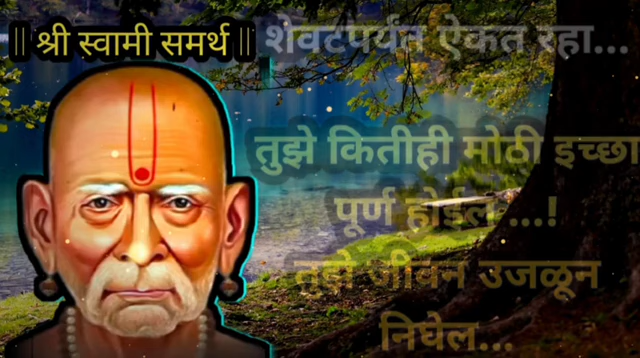 || श्री स्वामी समर्थ || शेवटपर्यंत ऐकत रहा...
तुझे कितीही मोठी इच्छा
पूर्ण होईल ...!
तुझे जीवन उजळून
निघेल...